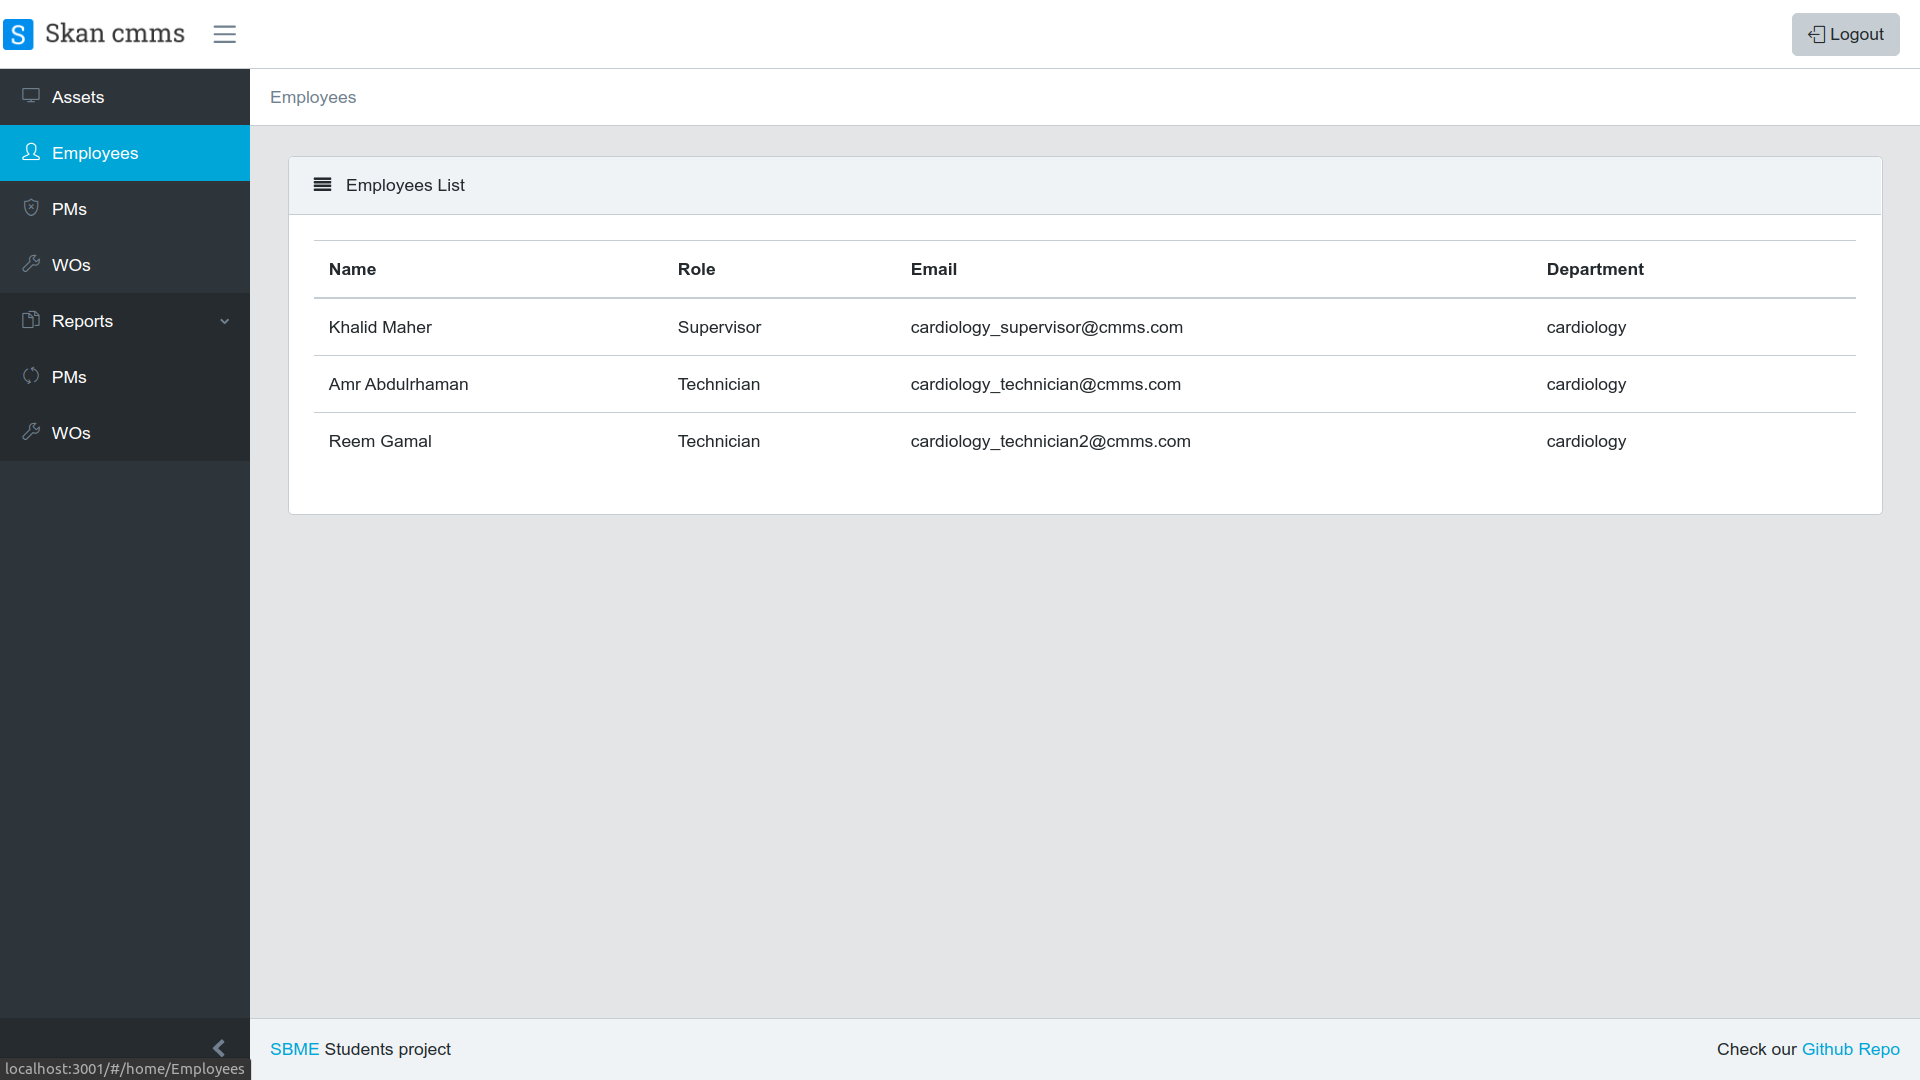 S Skan cmms
Logout
Assets
Employees
PMs
WOs
Reports
PMs
WOs
Employees
Employees List
Name Role Email Department
Khalid Maher Supervisor cardiology_supervisor@cmms.com cardiology
Amr Abdulrhaman Technician cardiology_technician@cmms.com cardiology
Reem Gamal Technician cardiology_technician2@cmms.com cardiology
SBME Students project
Check our Github Repo
localhost:3001/#/home/Employees